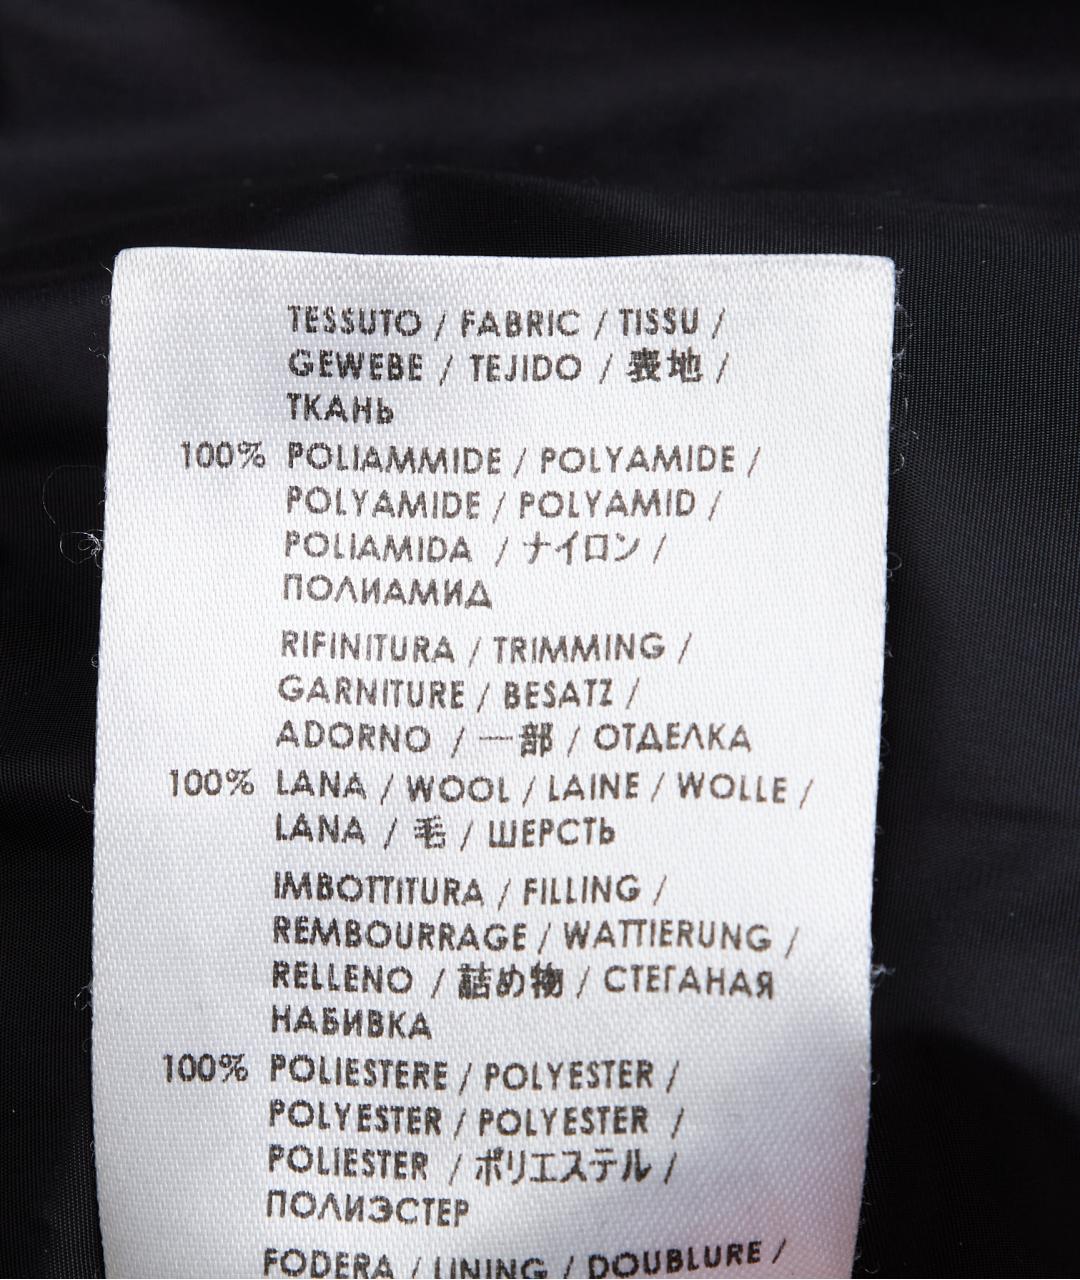 TESSUTO / FABRIC / TISSU /
GEWEBE / TEJIDO / 表地 /
ТКАНЬ
100% POLIAMMIDE / POLYAMIDE /
POLYAMIDE / POLYAMID /
POLIAMIDA / ナイロン /
ПОЛИАМИД
RIFINITURA / TRIMMING /
GARNITURE / BESATZ /
ADORNO / 一部 / ОТДЕЛКА
100% LANA / WOOL / LAINE / WOLLE /
LANA / 毛 / ШЕРСТЬ
IMBOTTITURA / FILLING /
REMBOURRAGE / WATTIERUNG /
RELLENO / 詰め物 / СТЕГАНАЯ
НАБИВКА
100% POLIESTERE / POLYESTER /
POLYESTER / POLYESTER /
POLIESTER / ポリエステル /
ПОЛИЭСТЕР
FODERA / LINING / DOUBLURE /